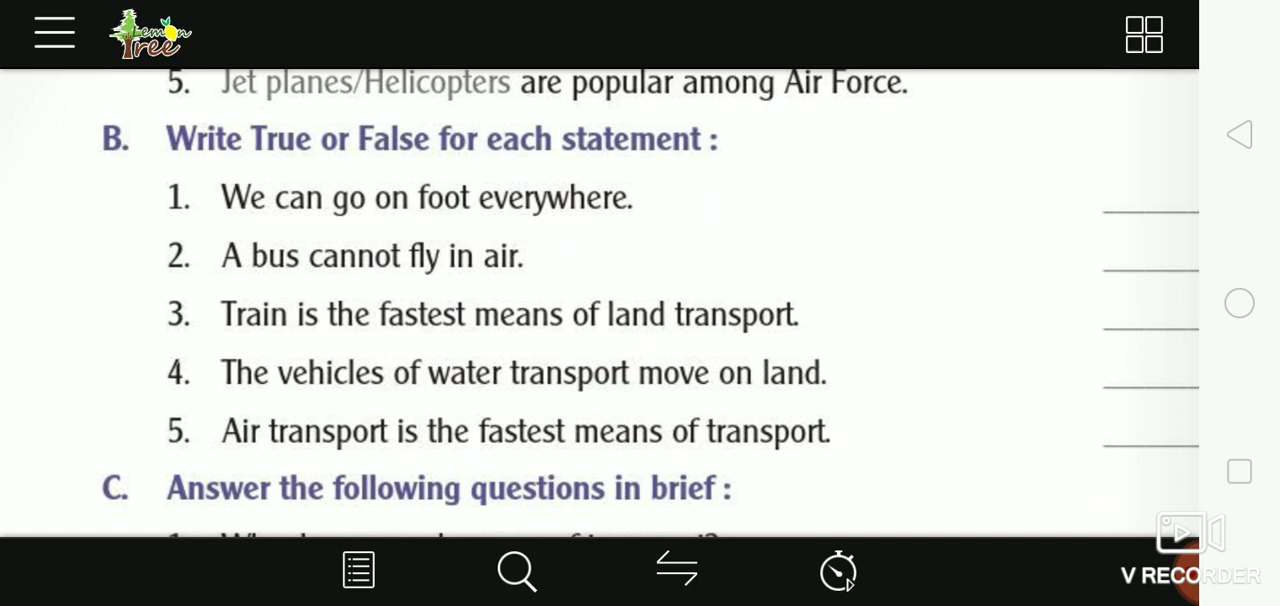 Lemon
Tree
5. Jet planes/Helicopters are popular among Air Force.
B. Write True or False for each statement :
1. We can go on foot everywhere.
2. A bus cannot fly in air.
3. Train is the fastest means of land transport.
4. The vehicles of water transport move on land.
5. Air transport is the fastest means of transport.
C. Answer the following questions in brief :
V RECORDER